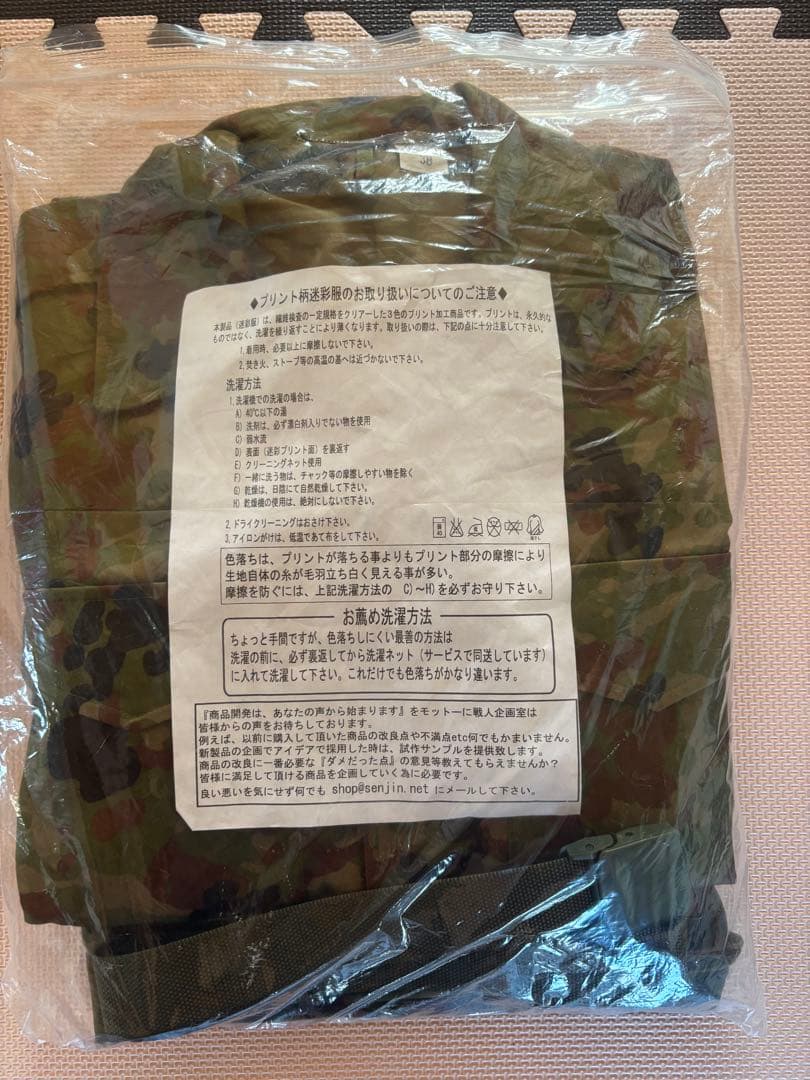 3B
◆プリント柄迷彩服のお取り扱いについてのご注意◆
本製品（迷彩服）は、繊維検査の一定規格をクリアーした3色のプリント加工商品です。プリントは、永久的な
ものではなく、洗濯を繰り返すことにより薄くなります。取り扱いの際は、下記の点に十分注意して下さい。
1.着用時、必要以上に摩擦しないで下さい。
2.焚き火、ストーブ等の高温の基へは近づかないで下さい。
洗濯方法
1.洗濯機での洗濯の場合は、
A) 40℃以下の湯
B) 洗剤は、必ず漂白剤入りでない物を使用
C) 弱水流
D) 表面（迷彩プリント面）を裏返す
E) クリーニングネット使用
F) 一緒に洗う物は、チャック等の摩擦しやすい物を除く
G) 乾燥は、日陰にて自然乾燥して下さい。
H) 乾燥機の使用は、絶対にしないで下さい。
2.ドライクリーニングはおさけ下さい。
3.アイロンがけは、低温であて布をして下さい。
色落ちは、プリントが落ちる事よりもプリント部分の摩擦により
生地自体の糸が毛羽立ち白く見える事が多い。
摩擦を防ぐには、上記洗濯方法の C)～H)を必ずお守り下さい。
お薦め洗濯方法
ちょっと手間ですが、色落ちしにくい最善の方法は
洗濯の前に、必ず裏返してから洗濯ネット（サービスで同送しています）
に入れて洗濯して下さい。これだけでも色落ちがかなり違います。
『商品開発は、あなたの声から始まります』をモットーに戦人企画室は
皆様からの声をお待ちしております。
例えば、以前に購入して頂いた商品の改良点や不満点etc何でもかまいません。
新製品の企画でアイデアで採用した時は、試作サンプルを提供致します。
商品の改良に一番必要な『ダメだった点』の意見等教えてもらえませんか？
皆様に満足して頂ける商品を企画していく為に必要です。
良い悪いを気にせず何でも shop@senjin.net にメールして下さい。